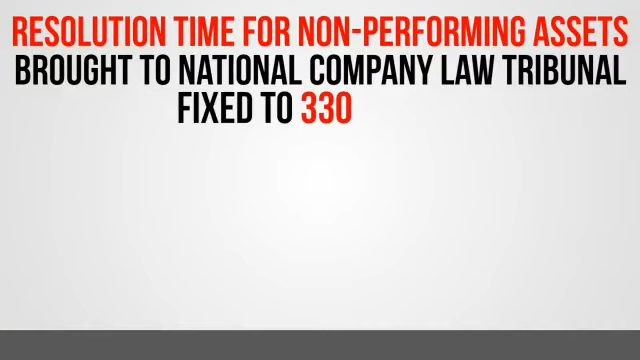 RESOLUTION TIME FOR NON-PERFORMING ASSETS
BROUGHT TO NATIONAL COMPANY LAW TRIBUNAL
FIXED TO 330